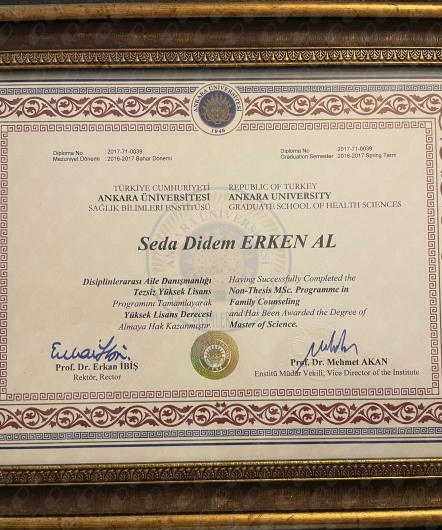 ANKARA ÜNİVERSİTESİ
1946
Diploma No :2017-71-0039
Mezuniyet Dönemi :2016-2017 Bahar Dönemi
Diploma No :2017-71-0039
Graduation Semester :2016-2017 Spring Term
TÜRKİYE CUMHURİYETİ
ANKARA ÜNİVERSİTESİ
SAĞLIK BİLİMLERİ ENSTİTÜSÜ
REPUBLIC OF TURKEY
ANKARA UNIVERSITY
GRADUATE SCHOOL OF HEALTH SCIENCES
Seda Didem ERKEN AL
Disiplinlerarası Aile Danışmanlığı
Tezsiz Yüksek Lisans
Programını Tamamlayarak
Yüksek Lisans Derecesi
Almaya Hak Kazanmıştır.
Having Successfully Completed the
Non-Thesis MSc. Programme in
Family Counseling
and Has Been Awarded the Degree of
Master of Science.
Prof. Dr. Erkan İBİŞ
Rektör, Rector
Prof. Dr. Mehmet AKAN
Enstitü Müdür Vekili, Vice Director of the Institute